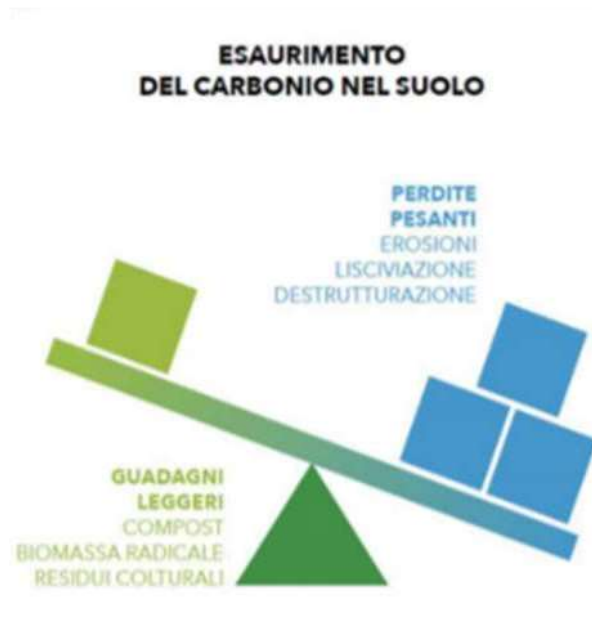 ESAURIMENTO
DEL CARBONIO NEL SUOLO
PERDITE
PESANTI
EROSIONI
LISCIVIAZIONE
DESTRUTTURAZIONE
GUADAGNI
LEGGERI
COMPOST
BIOMASSA RADICALE
RESIDUI COLTURALI